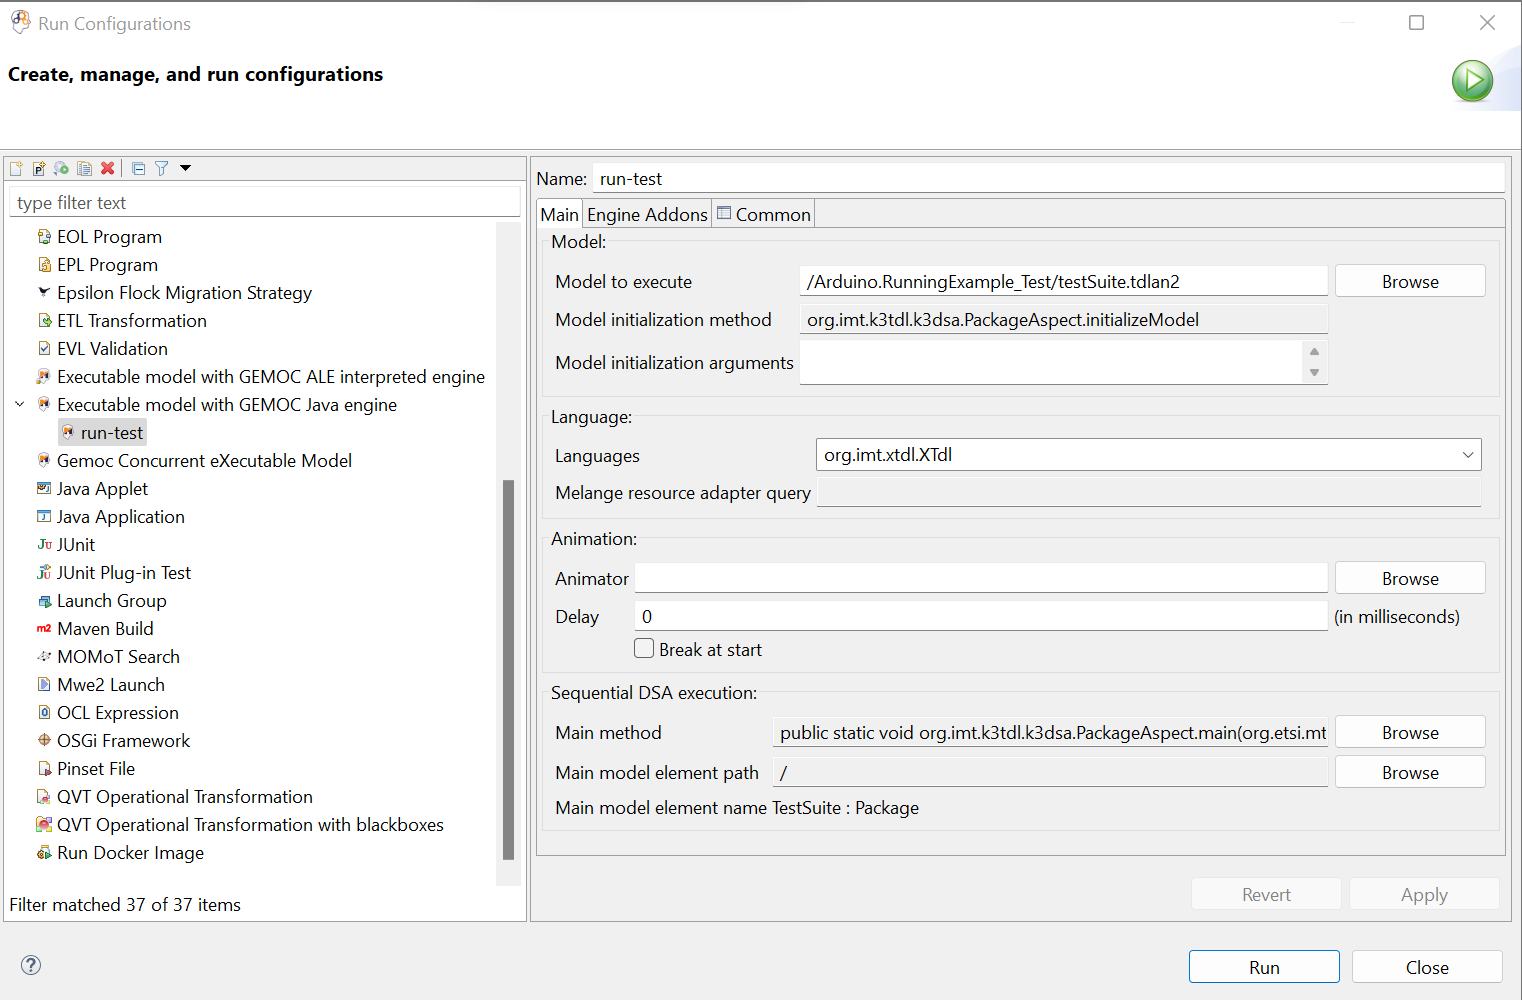 Run Configurations
Create, manage, and run configurations
type filter text
EOL Program
EPL Program
Epsilon Flock Migration Strategy
ETL Transformation
EVL Validation
Executable model with GEMOC ALE interpreted engine
Executable model with GEMOC Java engine
run-test
Gemoc Concurrent eXecutable Model
Java Applet
Java Application
JUnit
JUnit Plug-in Test
Launch Group
Maven Build
MOMoT Search
Mwe2 Launch
OCL Expression
OSGi Framework
Pinset File
QVT Operational Transformation
QVT Operational Transformation with blackboxes
Run Docker Image
Filter matched 37 of 37 items
Name: run-test
Main Engine Addons Common
Model:
Model to execute /Arduino.RunningExample_Test/testSuite.tdlan2 Browse
Model initialization method org.imt.k3tdl.k3dsa.PackageAspect.initializeModel
Model initialization arguments
Language:
Languages org.imt.xtdl.XTdl
Melange resource adapter query
Animation:
Animator Browse
Delay 0 (in milliseconds)
Break at start
Sequential DSA execution:
Main method public static void org.imt.k3tdl.k3dsa.PackageAspect.main(org.etsi.mt Browse
Main model element path / Browse
Main model element name TestSuite : Package
Revert Apply
Run Close